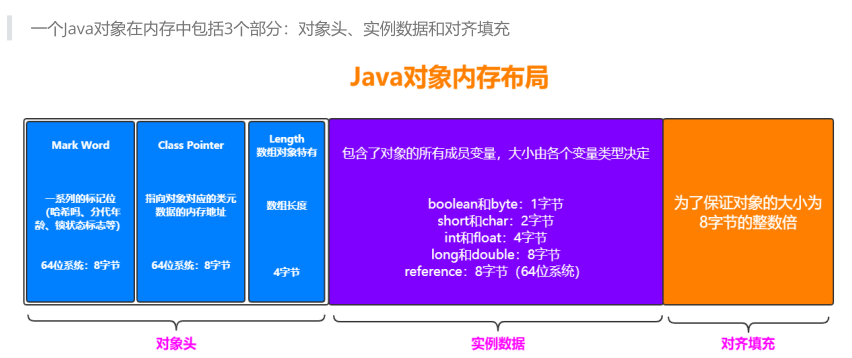 一个Java对象在内存中包括3个部分：对象头、实例数据和对齐填充
Java对象内存布局
Mark Word
一系列的标记位
(哈希码、分代年
龄、锁状态标志等)
64位系统：8字节
Class Pointer
指向对象对应的类元
数据的内存地址
64位系统：8字节
Length
数组对象特有
数组长度
4字节
包含了对象的所有成员变量，大小由各个变量类型决定
boolean和byte：1字节
short和char：2字节
int和float：4字节
long和double：8字节
reference：8字节（64位系统)
为了保证对象的大小为
8字节的整数倍
对象头
实例数据
对齐填充